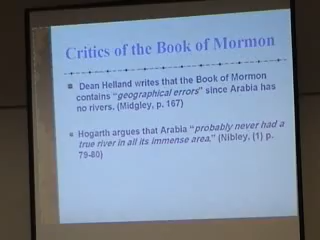 Critics of the Book of Mormon
Dean Helland writes that the Book of Mormon
contains "geographical errors" since Arabia has
no rivers. (Midgley, p. 167)
Hogarth argues that Arabia "probably never had a
true river in all its immense area." (Nibley, (1) p.
79-80)